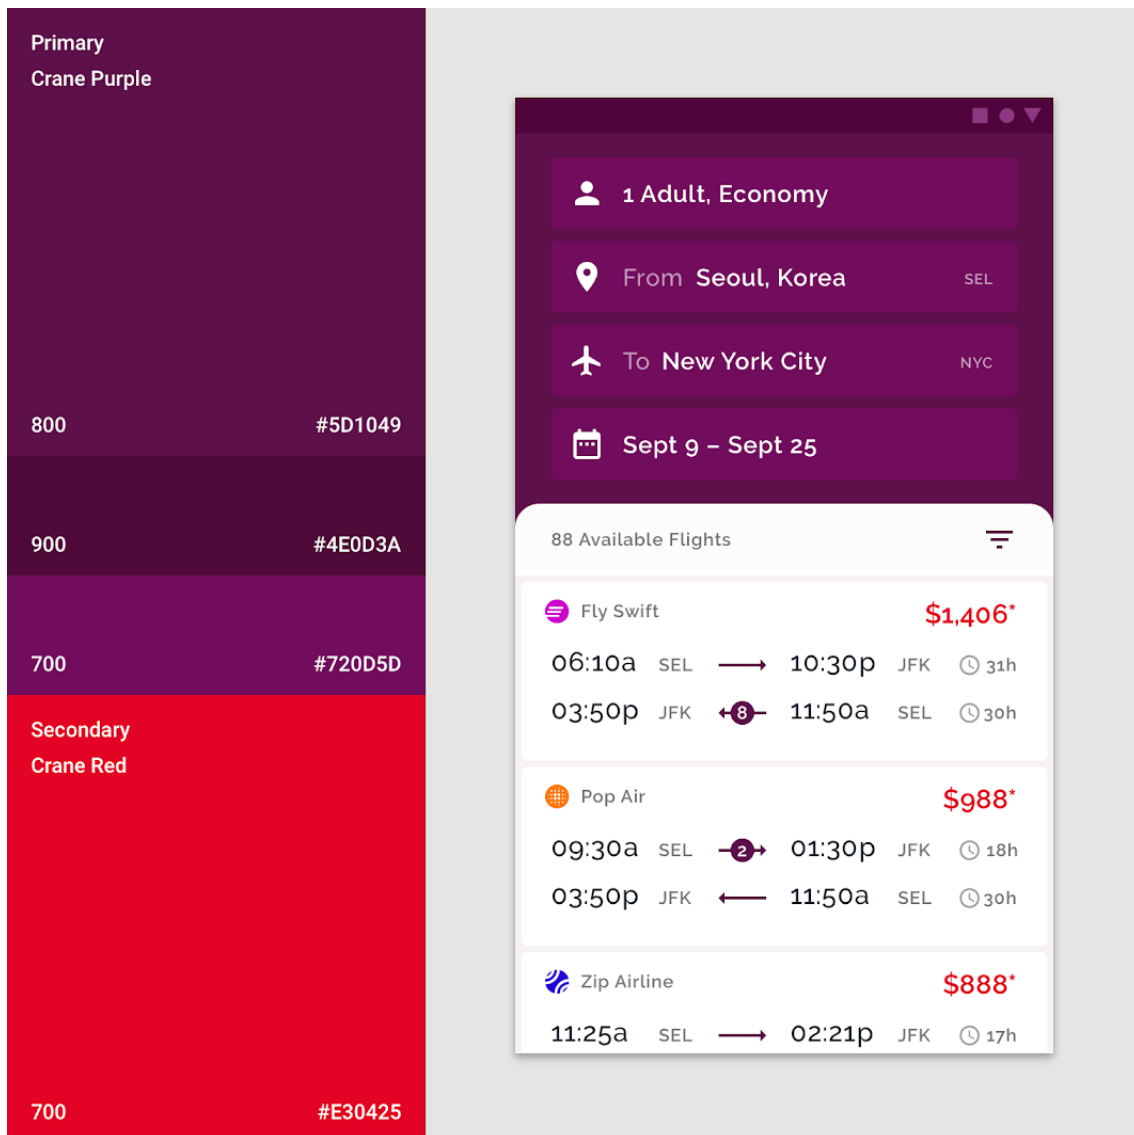 Primary
Crane Purple
800 #5D1049
900 #4E0D3A
700 #720D5D
Secondary
Crane Red
700 #E30425
1 Adult, Economy
From Seoul, Korea SEL
To New York City NYC
Sept 9 – Sept 25
88 Available Flights
Fly Swift $1,406*
06:10a SEL 10:30p JFK 31h
03:50p JFK 8 11:50a SEL 30h
Pop Air $988*
09:30a SEL 2 01:30p JFK 18h
03:50p JFK 11:50a SEL 30h
Zip Airline $888*
11:25a SEL 02:21p JFK 17h